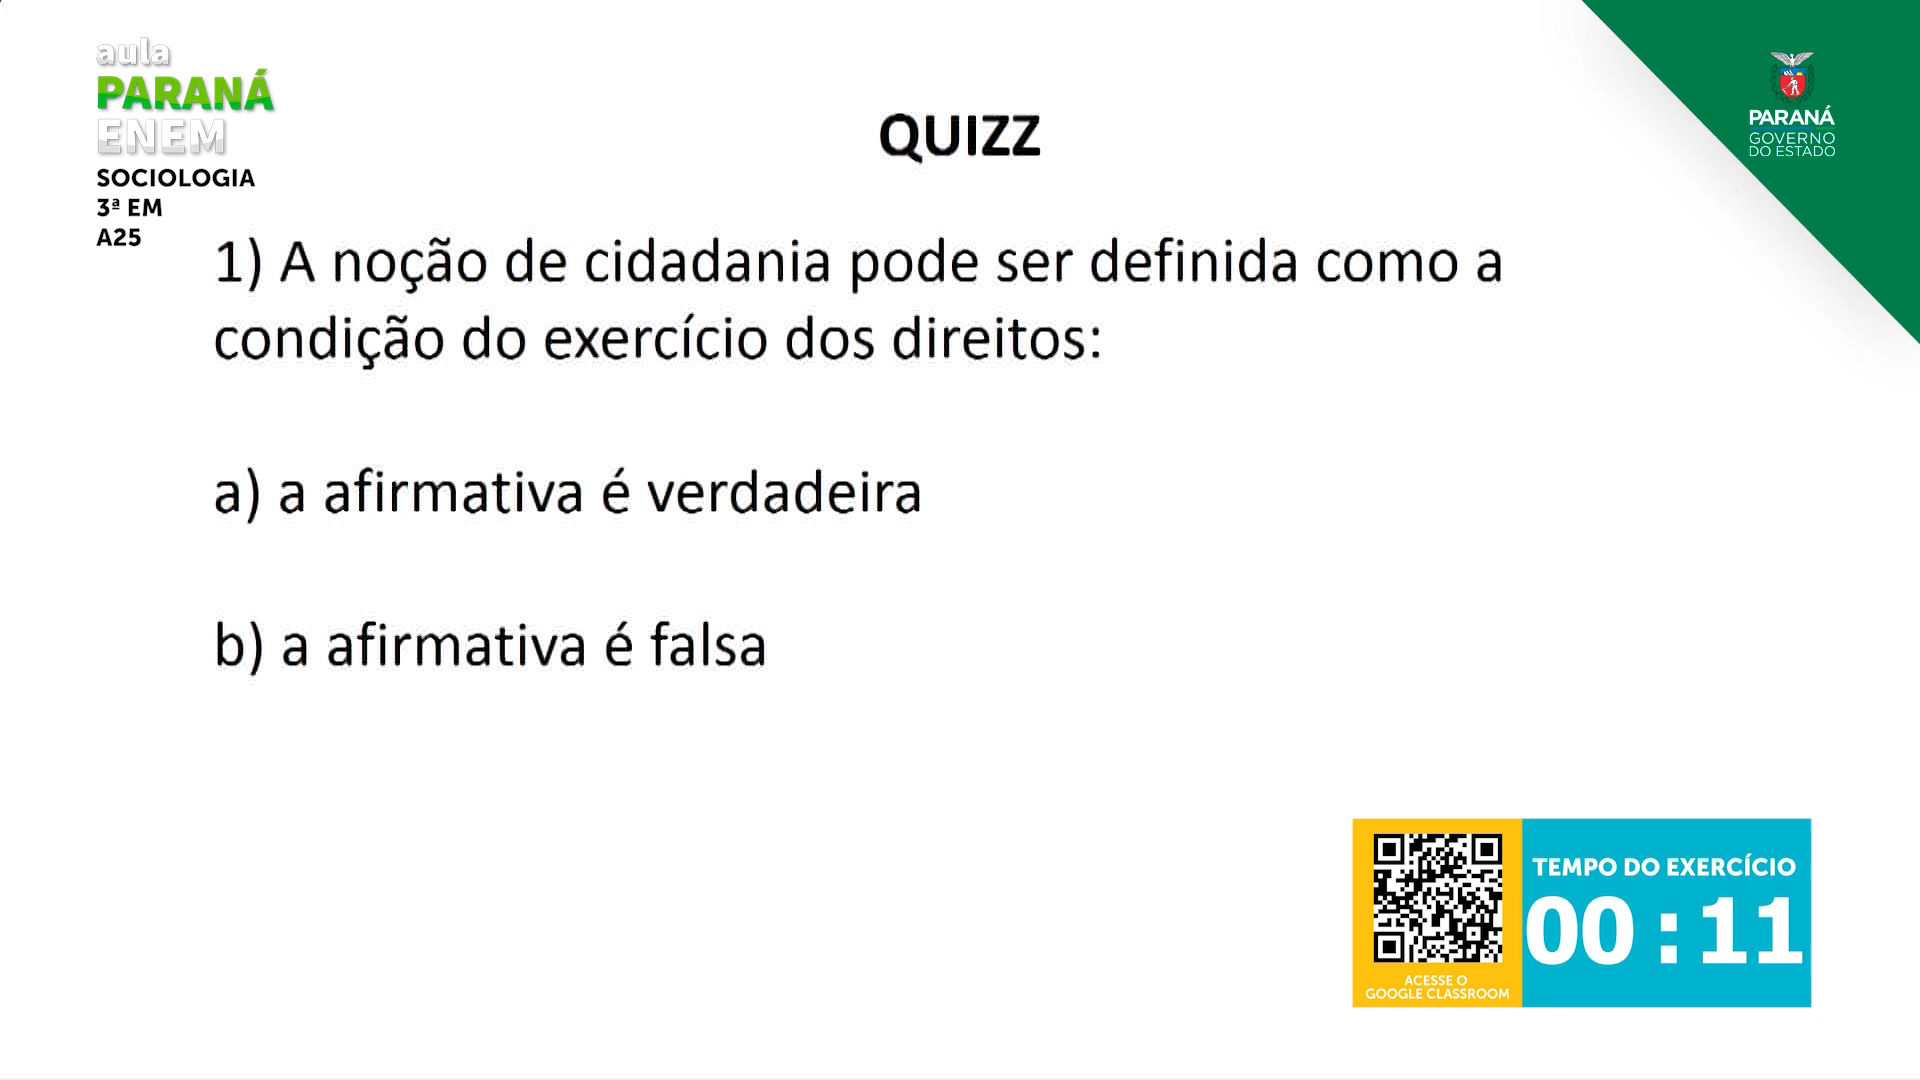 aula
PARANÁ
ENEM
SOCIOLOGIA
3ª EM
A25
PARANÁ
GOVERNO
DO ESTADO
QUIZZ
1) A noção de cidadania pode ser definida como a
condição do exercício dos direitos:
a) a afirmativa é verdadeira
b) a afirmativa é falsa
ACESSE O
GOOGLE CLASSROOM
TEMPO DO EXERCÍCIO
00:11